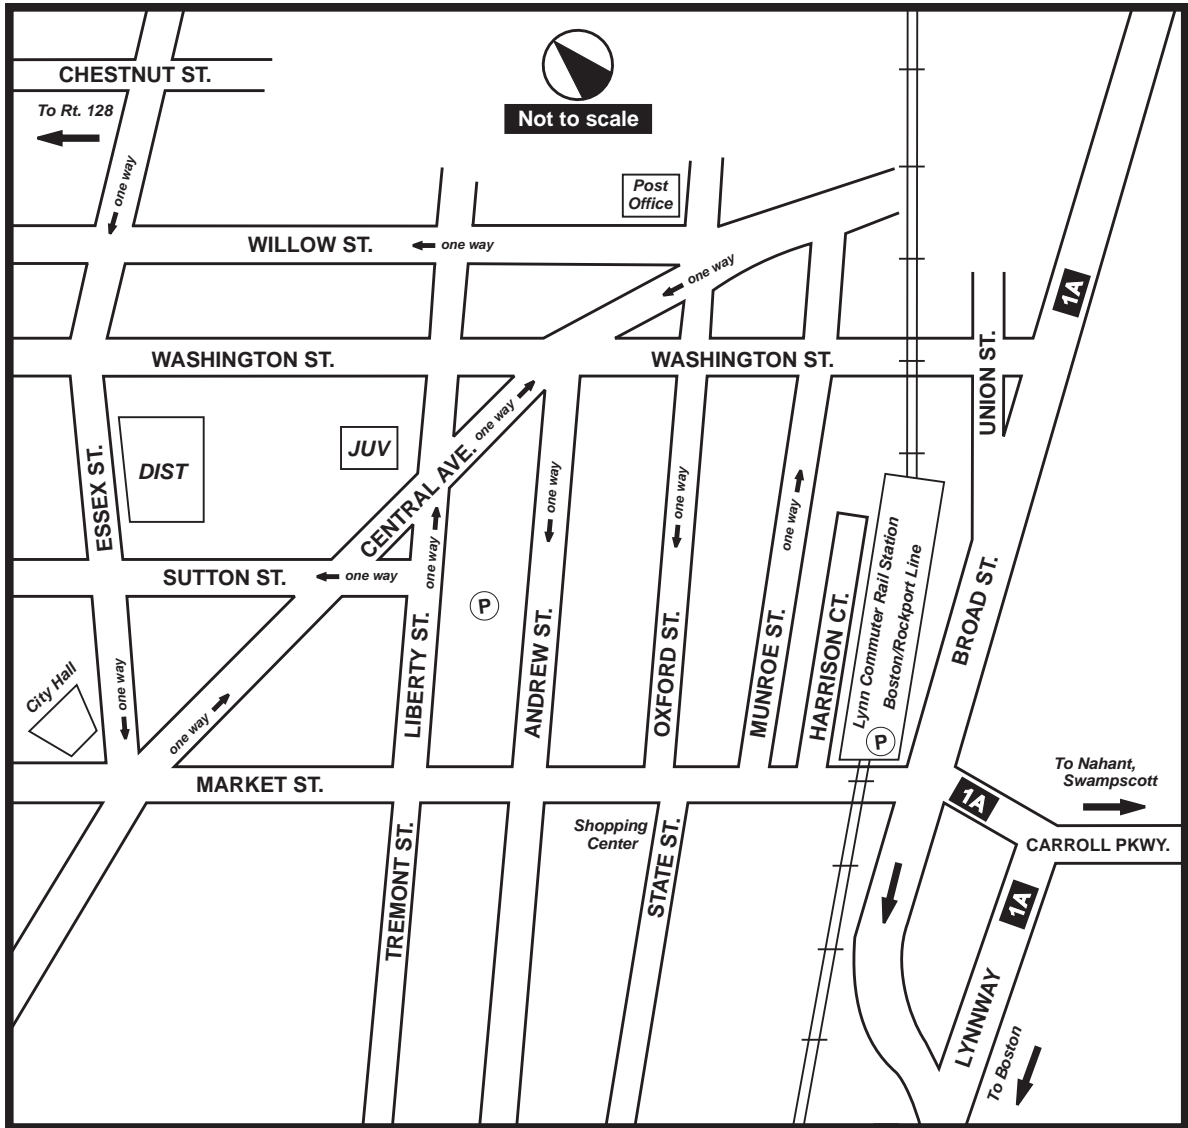 CHESTNUT ST.
To Rt. 128
Not to scale
one way
Post
Office
WILLOW ST.
one way
one way
1A
WASHINGTON ST.
WASHINGTON ST.
UNION ST.
ESSEX ST.
DIST
JUV
CENTRAL AVE.
one way
one way
one way
one way
SUTTON ST.
one way
one way
P
LIBERTY ST.
ANDREW ST.
OXFORD ST.
MUNROE ST.
HARRISON CT.
Lynn Commuter Rail Station
Boston/Rockport Line
P
BROAD ST.
City Hall
one way
one way
MARKET ST.
To Nahant,
Swampscott
1A
CARROLL PKWY.
Shopping
Center
TREMONT ST.
STATE ST.
1A
LYNNWAY
To Boston